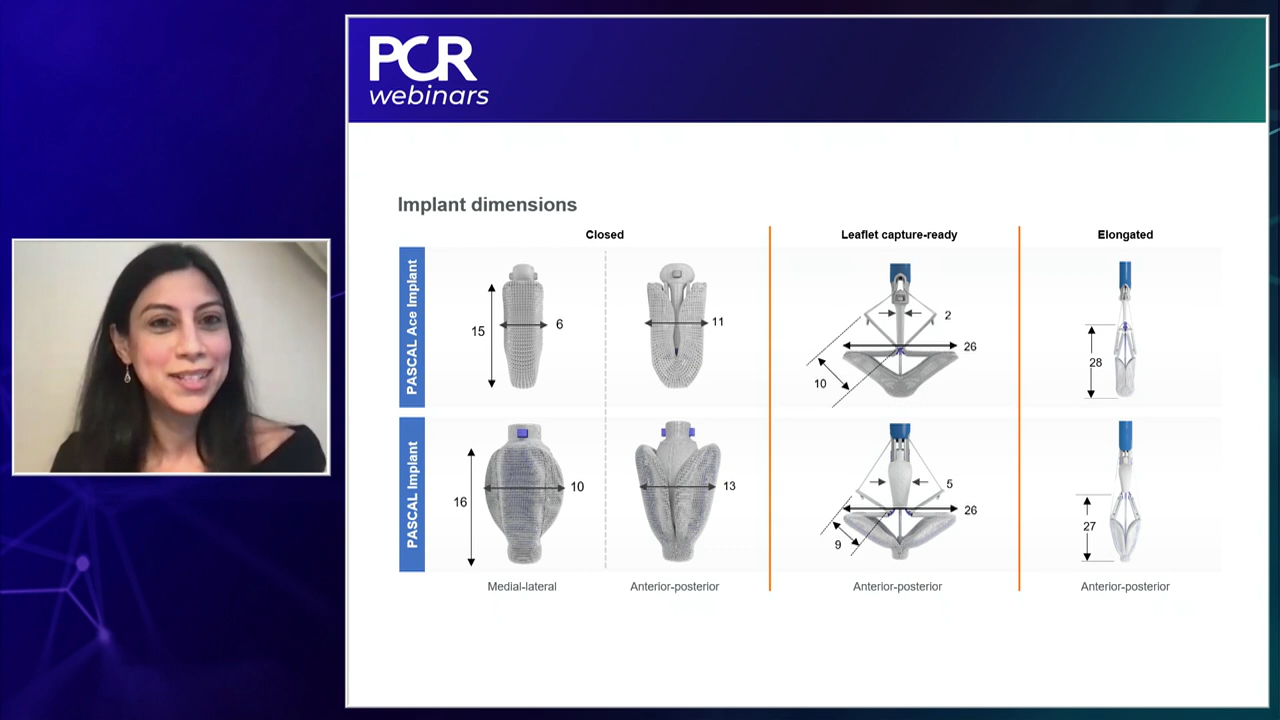 PCR
webinars
Implant dimensions
Closed
Leaflet capture-ready
Elongated
PASCAL Ace Implant
15
6
11
2
26
10
28
PASCAL Implant
16
10
13
5
26
9
27
Medial-lateral
Anterior-posterior
Anterior-posterior
Anterior-posterior